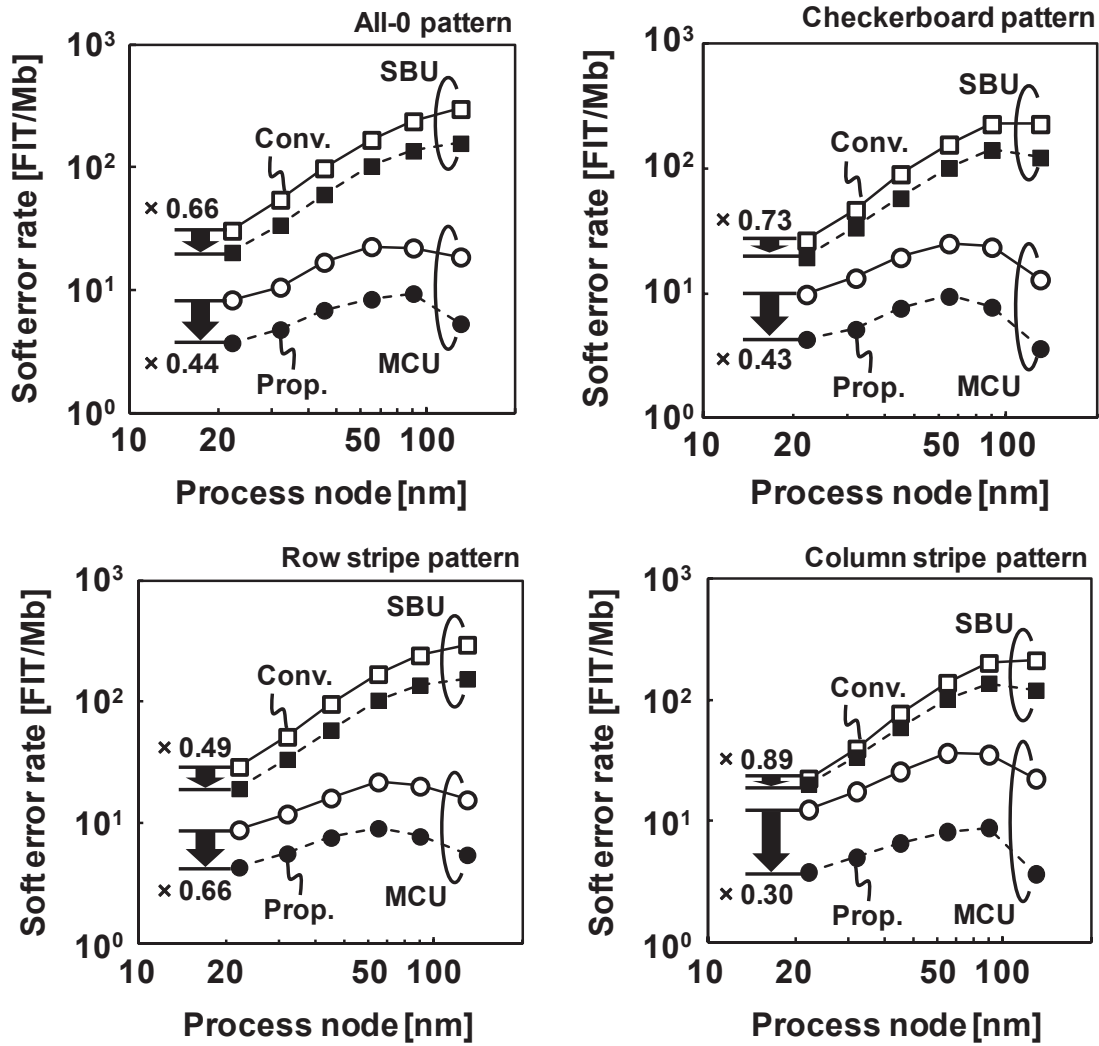 All-0 pattern
Soft error rate [FIT/Mb]
10³
10²
10¹
10⁰
SBU
Conv.
× 0.66
× 0.44
Prop.
MCU
10 20 50 100
Process node [nm]
Checkerboard pattern
Soft error rate [FIT/Mb]
10³
10²
10¹
10⁰
SBU
Conv.
× 0.73
× 0.43
Prop.
MCU
10 20 50 100
Process node [nm]
Row stripe pattern
Soft error rate [FIT/Mb]
10³
10²
10¹
10⁰
SBU
Conv.
× 0.49
× 0.66
Prop.
MCU
10 20 50 100
Process node [nm]
Column stripe pattern
Soft error rate [FIT/Mb]
10³
10²
10¹
10⁰
SBU
Conv.
× 0.89
× 0.30
Prop.
MCU
10 20 50 100
Process node [nm]